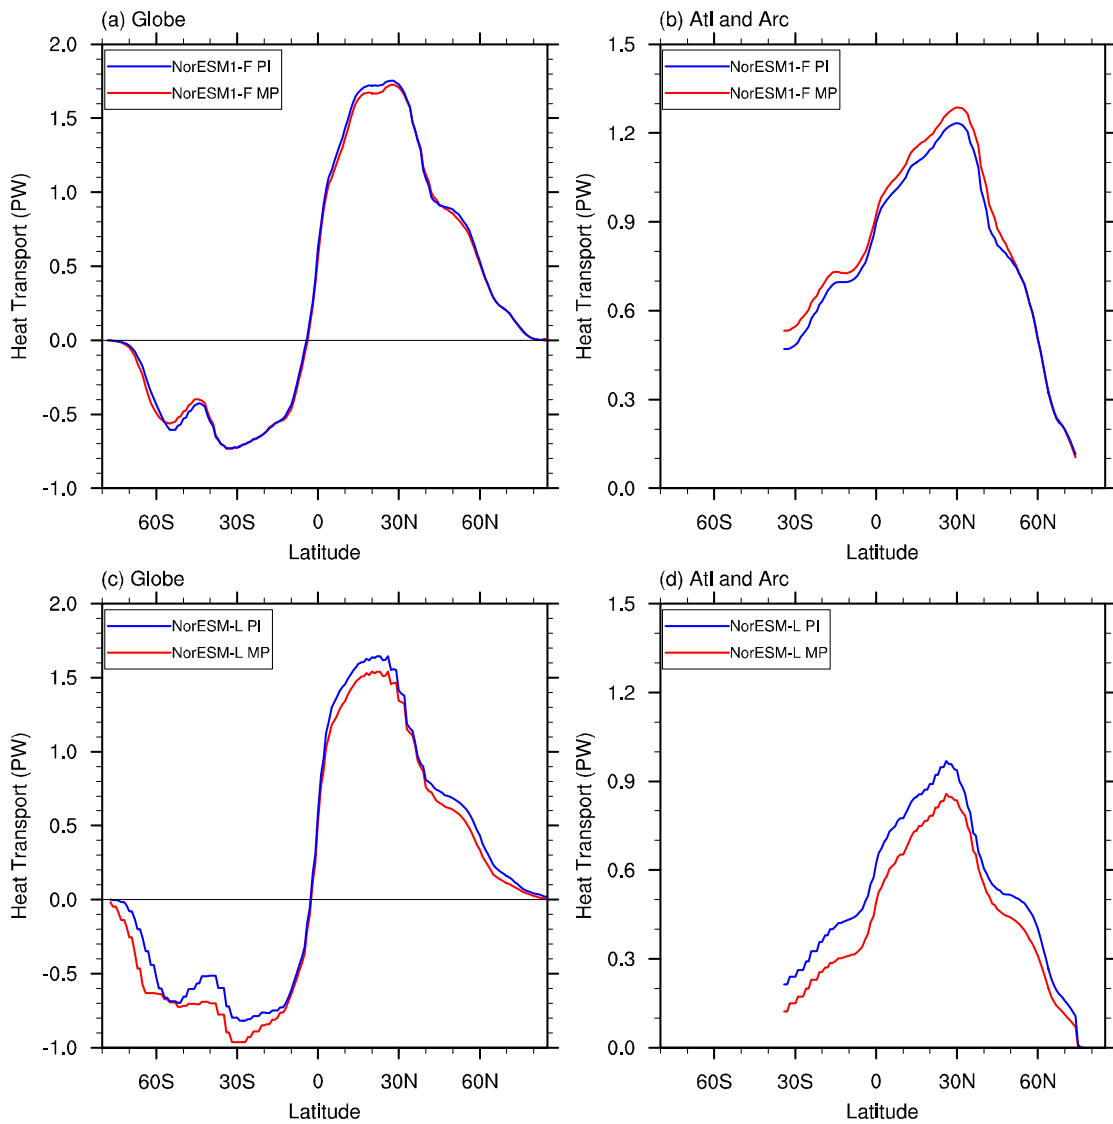 (a) Globe
NorESM1-F PI
NorESM1-F MP
Heat Transport (PW)
2.0
1.5
1.0
0.5
0.0
-0.5
-1.0
60S 30S 0 30N 60N
Latitude
(b) Atl and Arc
NorESM1-F PI
NorESM1-F MP
Heat Transport (PW)
1.5
1.2
0.9
0.6
0.3
0.0
60S 30S 0 30N 60N
Latitude
(c) Globe
NorESM-L PI
NorESM-L MP
Heat Transport (PW)
2.0
1.5
1.0
0.5
0.0
-0.5
-1.0
60S 30S 0 30N 60N
Latitude
(d) Atl and Arc
NorESM-L PI
NorESM-L MP
Heat Transport (PW)
1.5
1.2
0.9
0.6
0.3
0.0
60S 30S 0 30N 60N
Latitude